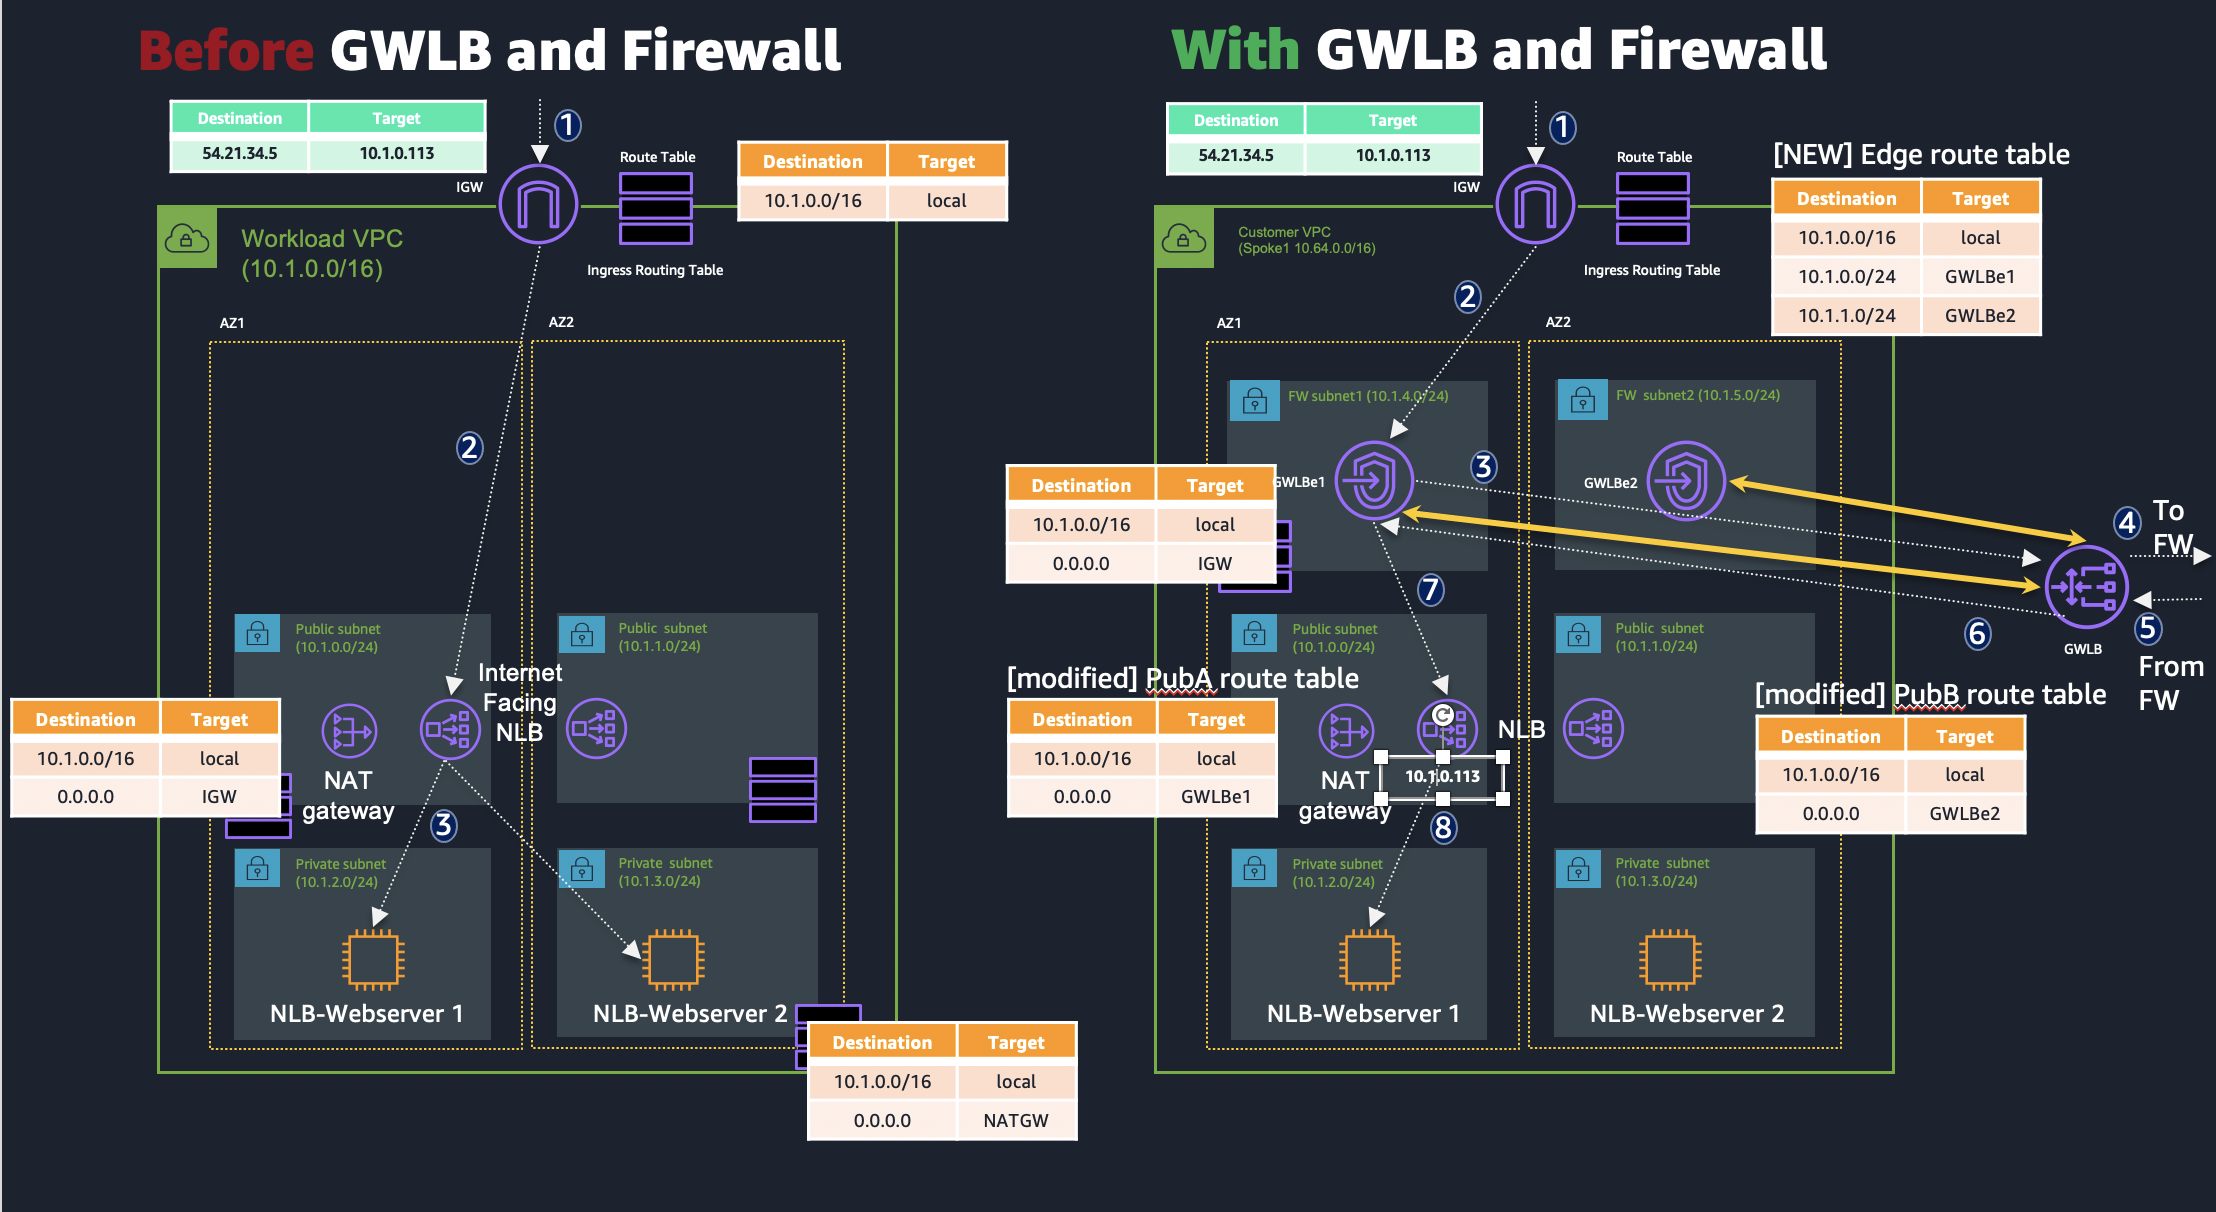 Before GWLB and Firewall
Destination Target
54.21.34.5 10.1.0.113
1
IGW
Route Table
Ingress Routing Table
Destination Target
10.1.0.0/16 local
Workload VPC
(10.1.0.0/16)
AZ1
AZ2
2
Public subnet
(10.1.0.0/24)
Public subnet
(10.1.1.0/24)
Internet
Facing
NLB
Destination Target
10.1.0.0/16 local
0.0.0.0 IGW
NAT
gateway
3
Private subnet
(10.1.2.0/24)
Private subnet
(10.1.3.0/24)
NLB-Webserver 1
NLB-Webserver 2
Destination Target
10.1.0.0/16 local
0.0.0.0 NATGW
With GWLB and Firewall
Destination Target
54.21.34.5 10.1.0.113
1
IGW
Route Table
Ingress Routing Table
[NEW] Edge route table
Destination Target
10.1.0.0/16 local
10.1.0.0/24 GWLBe1
10.1.1.0/24 GWLBe2
Customer VPC
(Spoke1 10.64.0.0/16)
2
AZ1
AZ2
FW subnet1 (10.1.4.0/24)
FW subnet2 (10.1.5.0/24)
Destination Target
10.1.0.0/16 local
0.0.0.0 IGW
GWLBe1
3
GWLBe2
4
To
FW
7
6
5
GWLB
From
FW
Public subnet
(10.1.0.0/24)
Public subnet
(10.1.1.0/24)
[modified] PubA route table
Destination Target
10.1.0.0/16 local
0.0.0.0 GWLBe1
NLB
10.1.0.113
NAT
gateway
8
[modified] PubB route table
Destination Target
10.1.0.0/16 local
0.0.0.0 GWLBe2
Private subnet
(10.1.2.0/24)
Private subnet
(10.1.3.0/24)
NLB-Webserver 1
NLB-Webserver 2